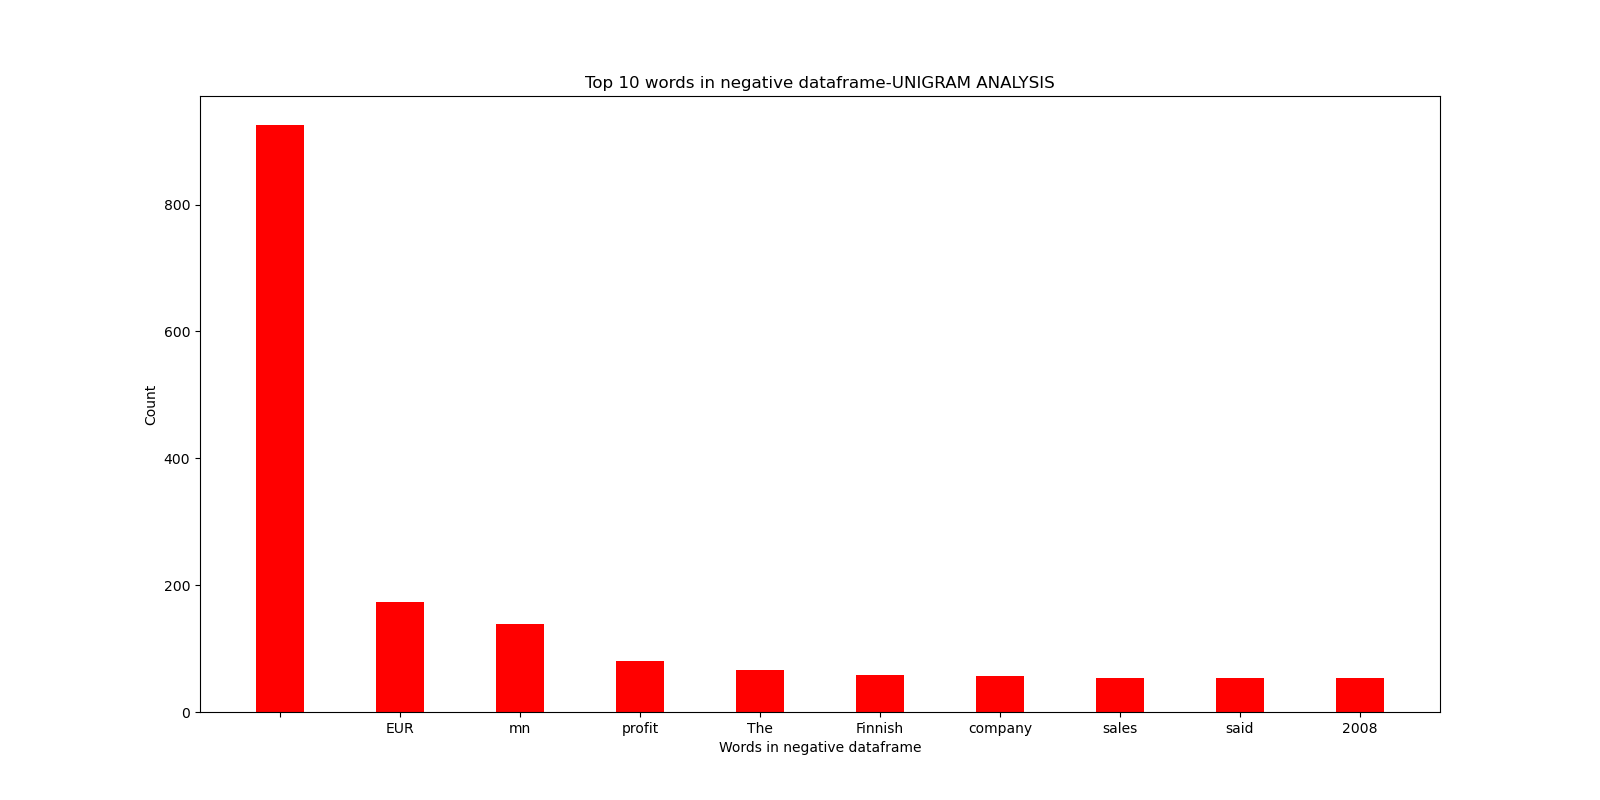 Top 10 words in negative dataframe-UNIGRAM ANALYSIS
800
600
400
200
0
Count
EUR mn profit The Finnish company sales said 2008
Words in negative dataframe